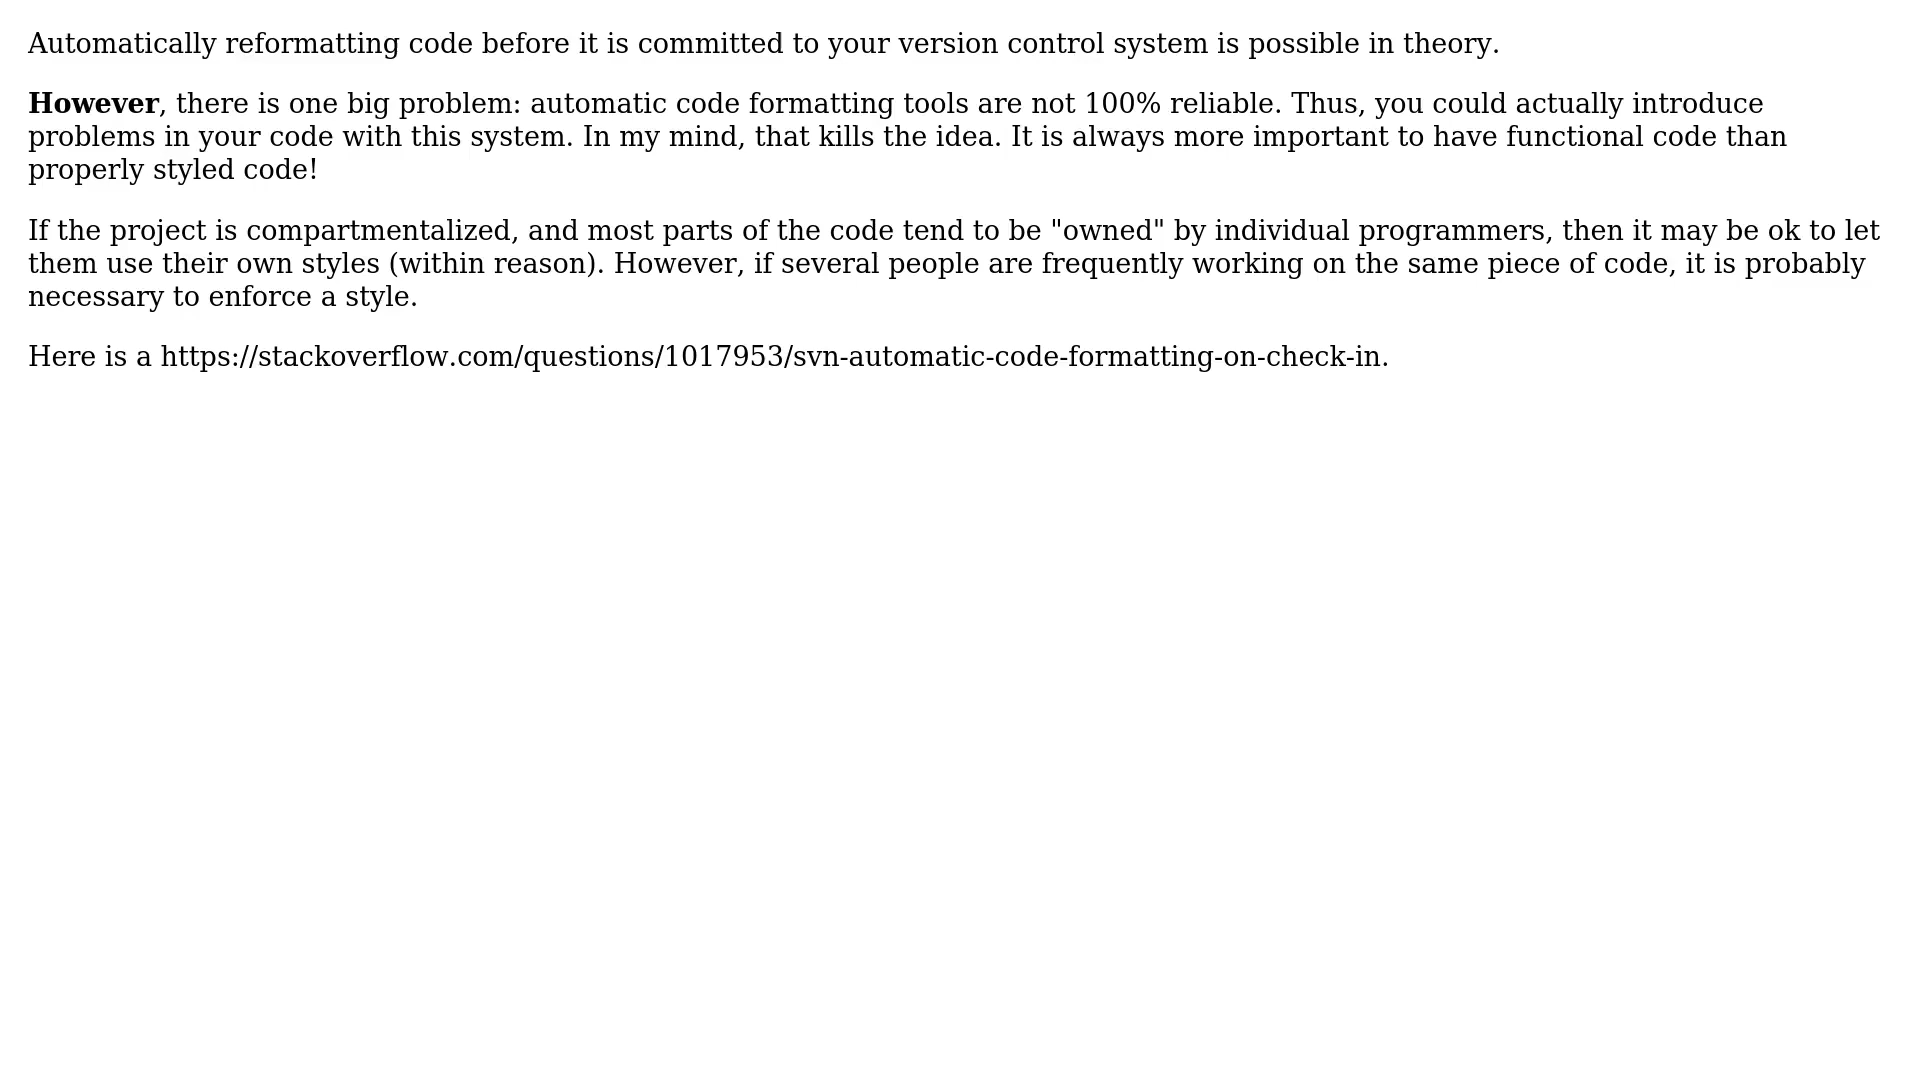 Automatically reformatting code before it is committed to your version control system is possible in theory.
However, there is one big problem: automatic code formatting tools are not 100% reliable. Thus, you could actually introduce
problems in your code with this system. In my mind, that kills the idea. It is always more important to have functional code than
properly styled code!
If the project is compartmentalized, and most parts of the code tend to be "owned" by individual programmers, then it may be ok to let
them use their own styles (within reason). However, if several people are frequently working on the same piece of code, it is probably
necessary to enforce a style.
Here is a https://stackoverflow.com/questions/1017953/svn-automatic-code-formatting-on-check-in.